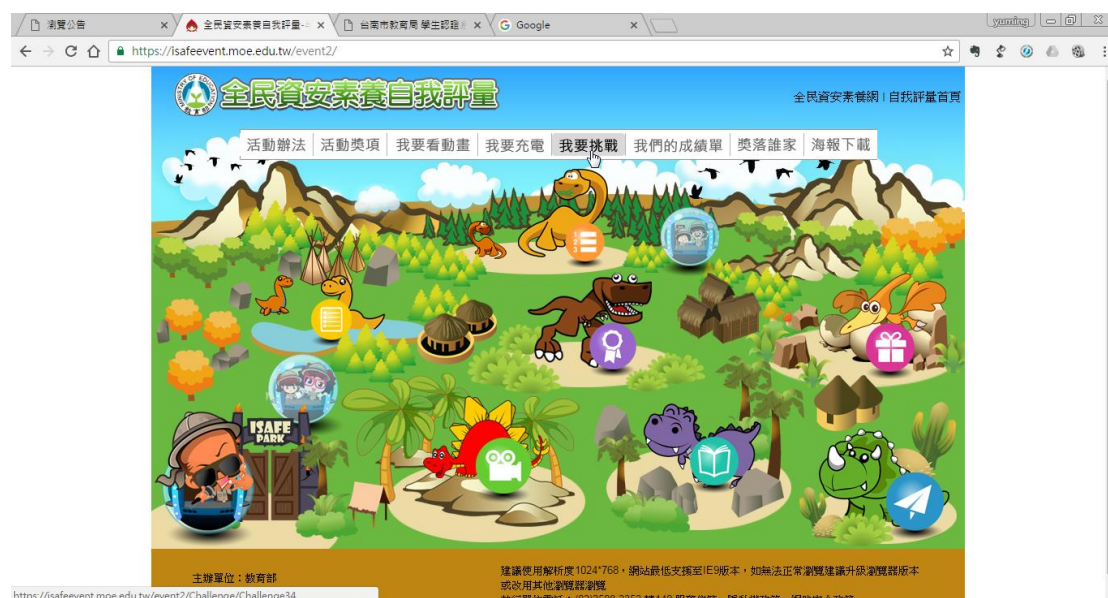 瀏覽公告
全民資安素養自我評量-
台南市教育局 學生認證
Google
yuming
https://isafeevent.moe.edu.tw/event2/
全民資安素養自我評量
全民資安素養網 | 自我評量首頁
活動辦法 活動獎項 我要看動畫 我要充電 我要挑戰 我們的成績單 獎落誰家 海報下載
1
2
3
ISAFE
PARK
主辦單位：教育部
建議使用解析度1024*768，網站最低支援至IE9版本，如無法正常瀏覽建議升級瀏覽器版本
或改用其他瀏覽器瀏覽
https://isafeevent.moe.edu.tw/event2/Challenge/Challenge34